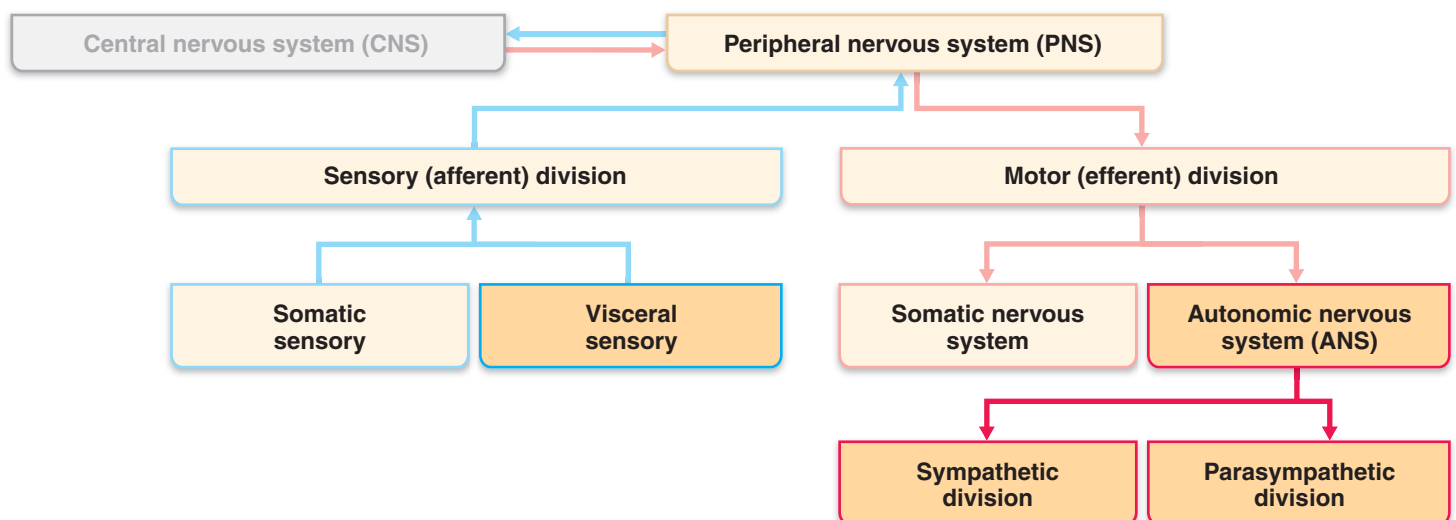 Central nervous system (CNS)
Peripheral nervous system (PNS)
Sensory (afferent) division
Motor (efferent) division
Somatic
sensory
Visceral
sensory
Somatic nervous
system
Autonomic nervous
system (ANS)
Sympathetic
division
Parasympathetic
division